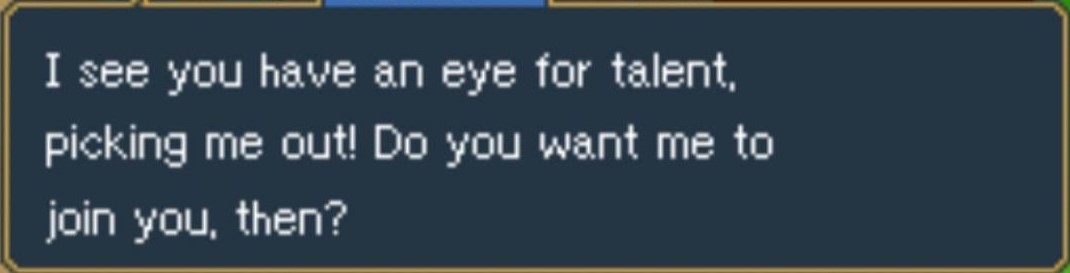 I see you have an eye for talent,
picking me out! Do you want me to
join you, then?